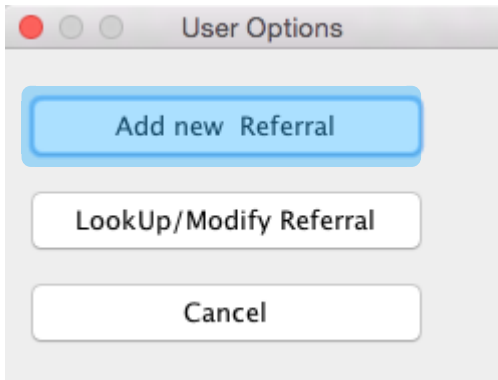 User Options
Add new  Referral
LookUp/Modify Referral
Cancel